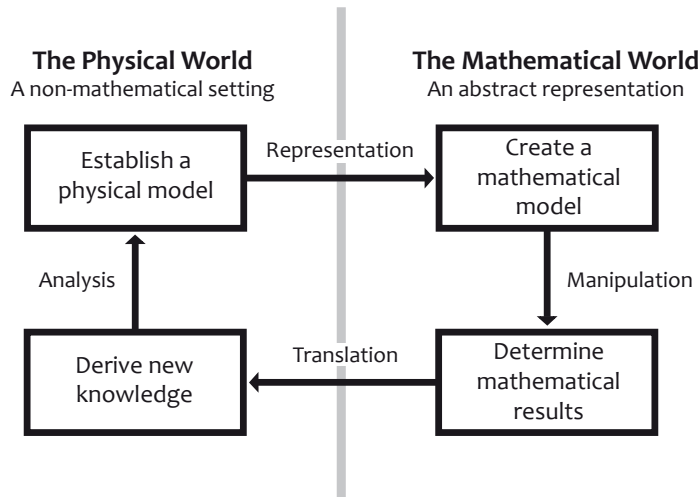 The Physical World
A non-mathematical setting
The Mathematical World
An abstract representation
Establish a
physical model
Representation
Create a
mathematical
model
Analysis
Manipulation
Derive new
knowledge
Translation
Determine
mathematical
results